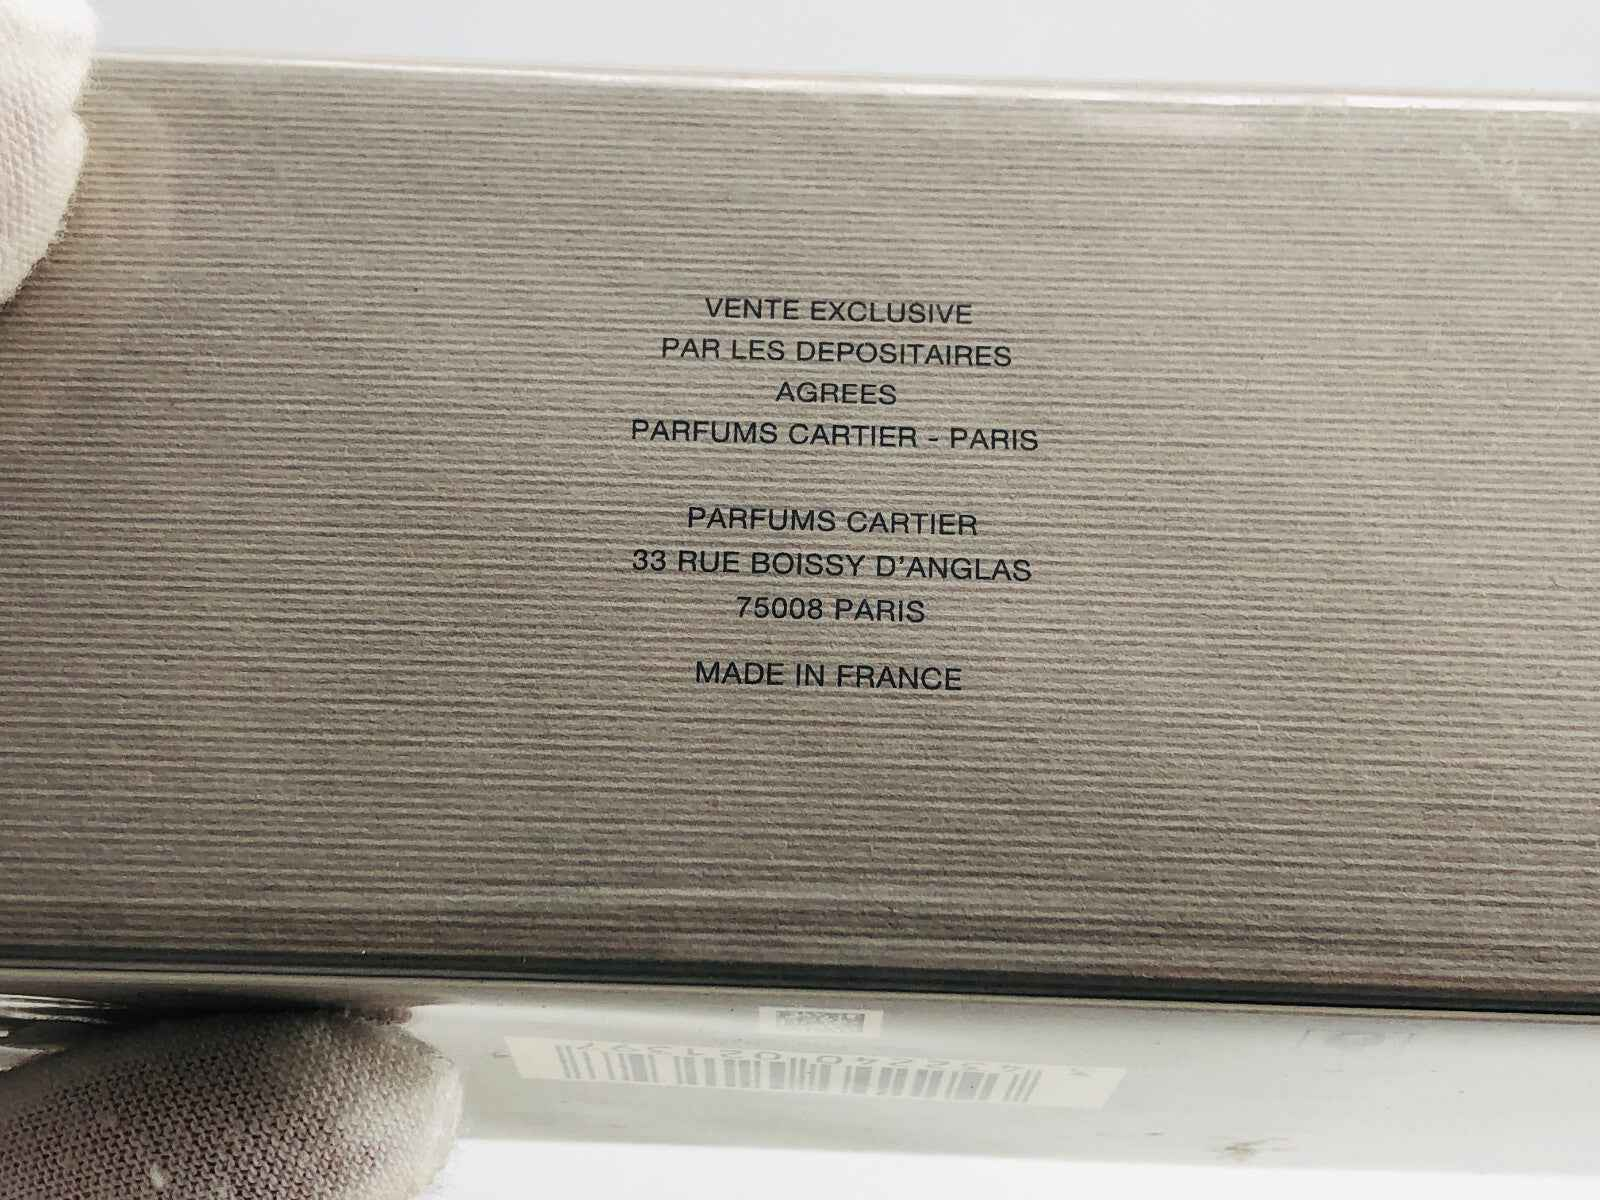 VENTE EXCLUSIVE
PAR LES DEPOSITAIRES
AGREES
PARFUMS CARTIER - PARIS
PARFUMS CARTIER
33 RUE BOISSY D'ANGLAS
75008 PARIS
MADE IN FRANCE